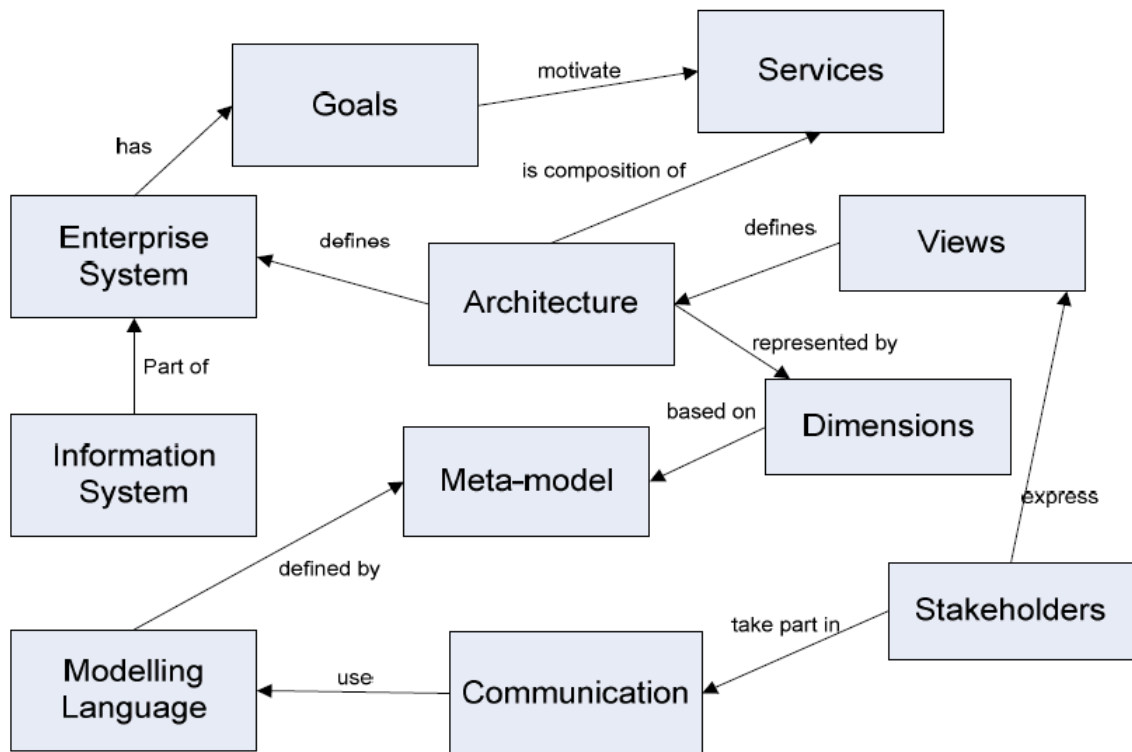 Services
motivate
Goals
has
is composition of
Enterprise
System
defines
defines
Views
Architecture
represented by
Part of
based on
Dimensions
Information
System
Meta-model
express
defined by
Stakeholders
take part in
Modelling
Language
use
Communication